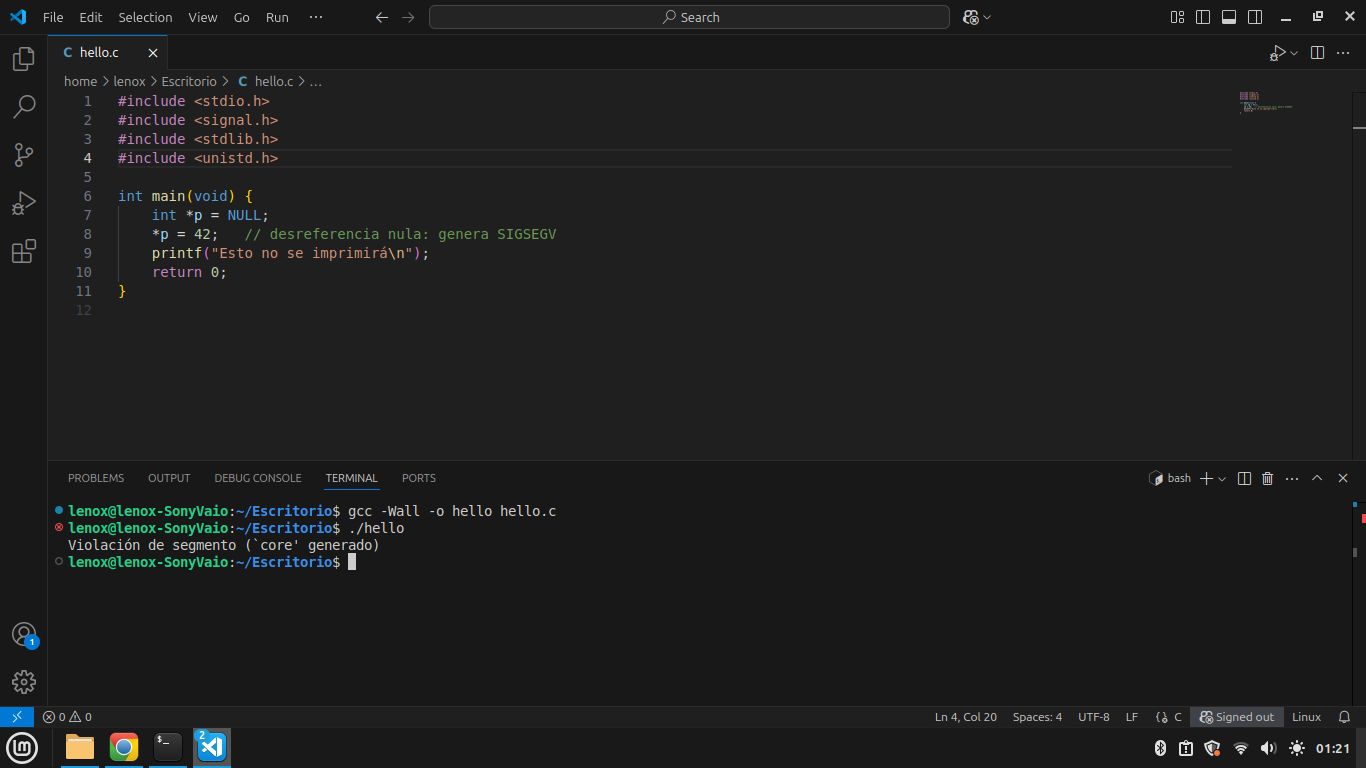 File Edit Selection View Go Run ···
Search
hello.c
home > lenox > Escritorio > C hello.c > ...
1 #include <stdio.h>
2 #include <signal.h>
3 #include <stdlib.h>
4 #include <unistd.h>
5
6 int main(void) {
7 int *p = NULL;
8 *p = 42; // desreferencia nula: genera SIGSEGV
9 printf("Esto no se imprimirá\n");
10 return 0;
11 }
12
PROBLEMS OUTPUT DEBUG CONSOLE TERMINAL PORTS
bash
lenox@lenox-SonyVaio:~/Escritorio$ gcc -Wall -o hello hello.c
lenox@lenox-SonyVaio:~/Escritorio$ ./hello
Violación de segmento (`core' generado)
lenox@lenox-SonyVaio:~/Escritorio$
1
0 0 Ln 4, Col 20 Spaces: 4 UTF-8 LF {} C Signed out Linux
2
01:21